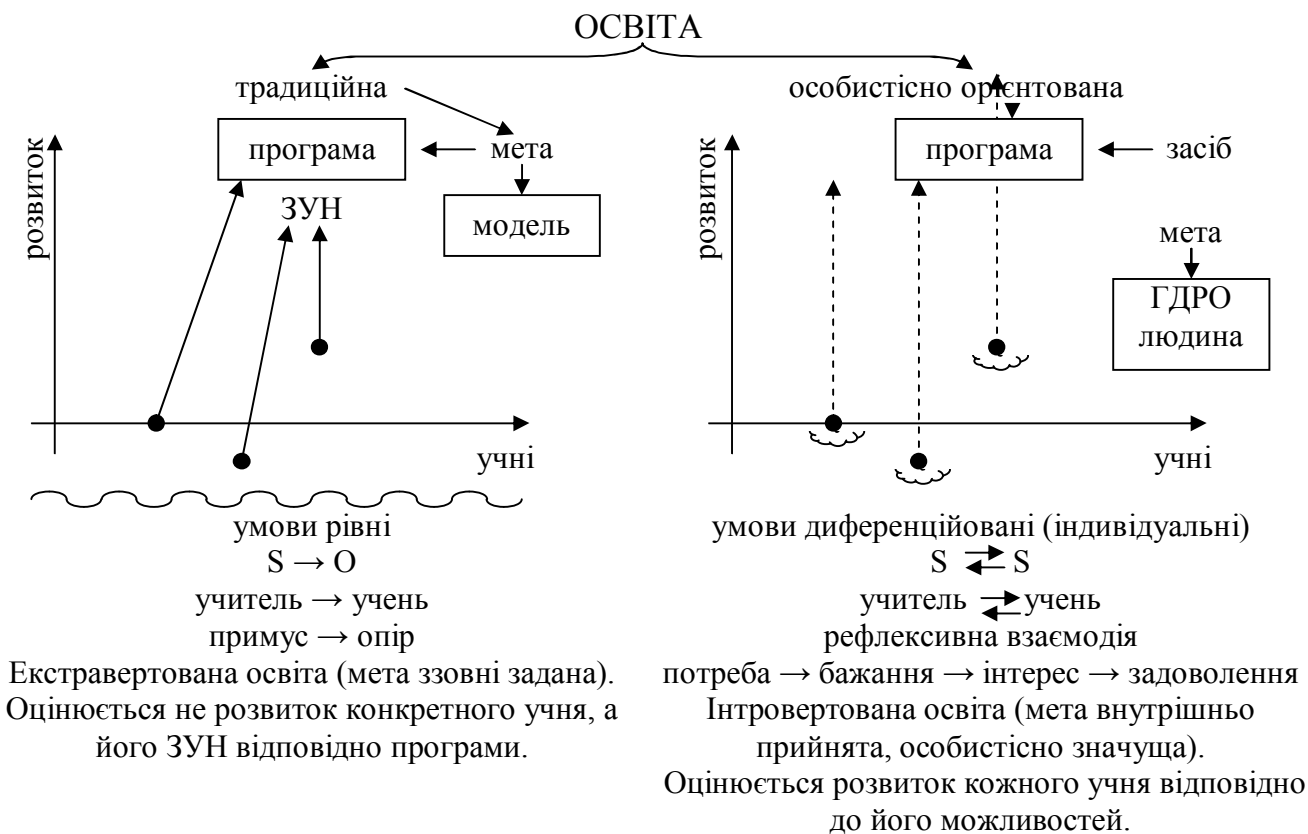 ОСВІТА
традиційна
розвиток
програма
мета
ЗУН
модель
учні
умови рівні
S → O
учитель → учень
примус → опір
Екстравертована освіта (мета ззовні задана).
Оцінюється не розвиток конкретного учня, а
його ЗУН відповідно програми.
особистісно орієнтована
розвиток
програма
засіб
мета
ГДРО
людина
учні
умови диференційовані (індивідуальні)
S ⇄ S
учитель ⇄ учень
рефлексивна взаємодія
потреба → бажання → інтерес → задоволення
Інтровертована освіта (мета внутрішньо
прийнята, особистісно значуща).
Оцінюється розвиток кожного учня відповідно
до його можливостей.